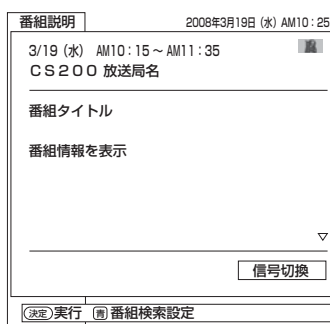 番組説明 2008年3月19日(水) AM10:25
3/19(水) AM10:15～AM11:35
CS200 放送局名
番組タイトル
番組情報を表示
▽
信号切換
決定 実行 青 番組検索設定